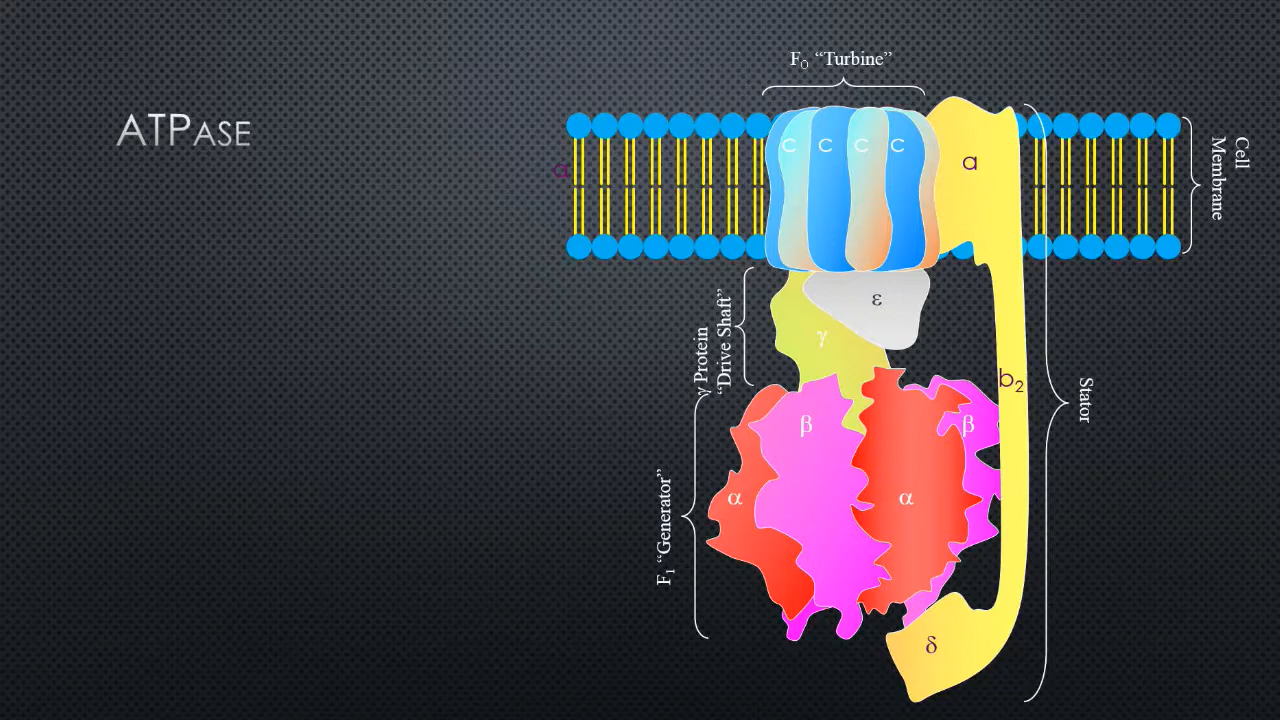 ATPase
F₀ “Turbine”
c c c c
a
a
Cell
Membrane
ε
γ
γ Protein
“Drive Shaft”
b₂
Stator
β
β
α
α
F₁ “Generator”
δ